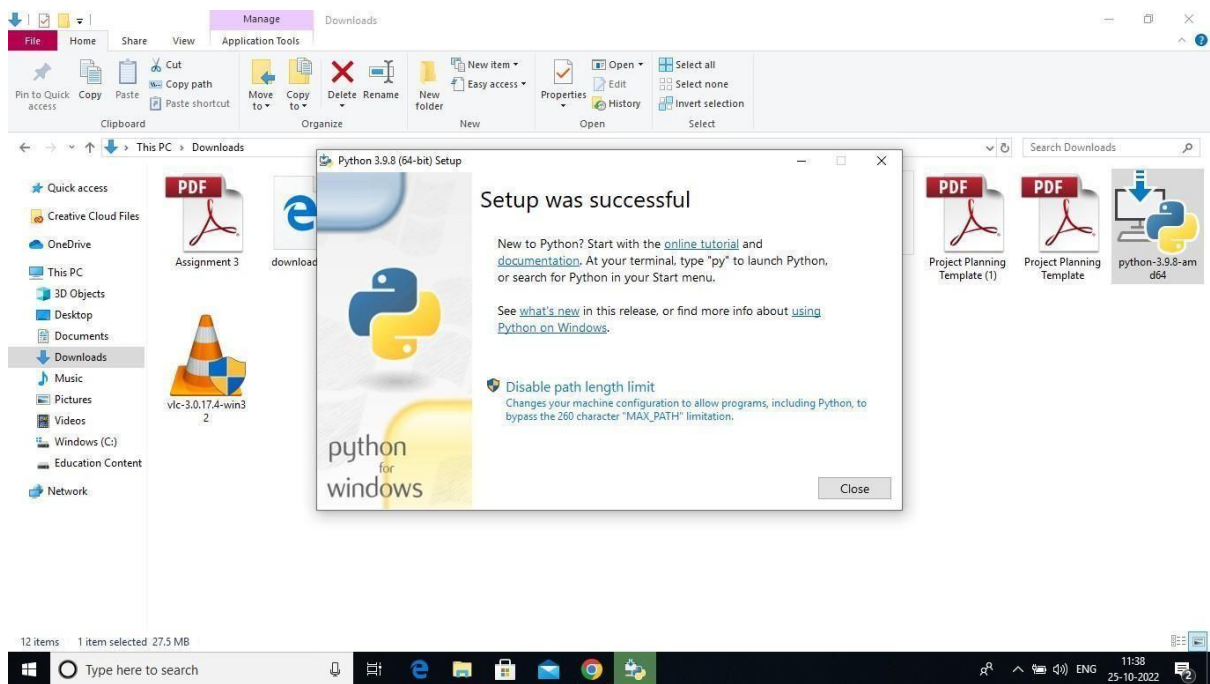 Manage
Downloads
File
Home
Share
View
Application Tools
Pin to Quick access
Copy
Paste
Cut
Copy path
Paste shortcut
Clipboard
Move to
Copy to
Delete
Rename
Organize
New folder
New item
Easy access
New
Properties
Open
Edit
History
Open
Select all
Select none
Invert selection
Select
This PC
Downloads
Search Downloads
Quick access
Creative Cloud Files
OneDrive
This PC
3D Objects
Desktop
Documents
Downloads
Music
Pictures
Videos
Windows (C:)
Education Content
Network
PDF
Assignment 3
download
vlc-3.0.17.4-win3
2
Python 3.9.8 (64-bit) Setup
Setup was successful
New to Python? Start with the online tutorial and
documentation. At your terminal, type "py" to launch Python,
or search for Python in your Start menu.
See what's new in this release, or find more info about using
Python on Windows.
Disable path length limit
Changes your machine configuration to allow programs, including Python, to
bypass the 260 character "MAX_PATH" limitation.
python
for
windows
Close
PDF
Project Planning
Template (1)
PDF
Project Planning
Template
python-3.9.8-am
d64
12 items
1 item selected 27.5 MB
Type here to search
ENG
11:38
25-10-2022
2